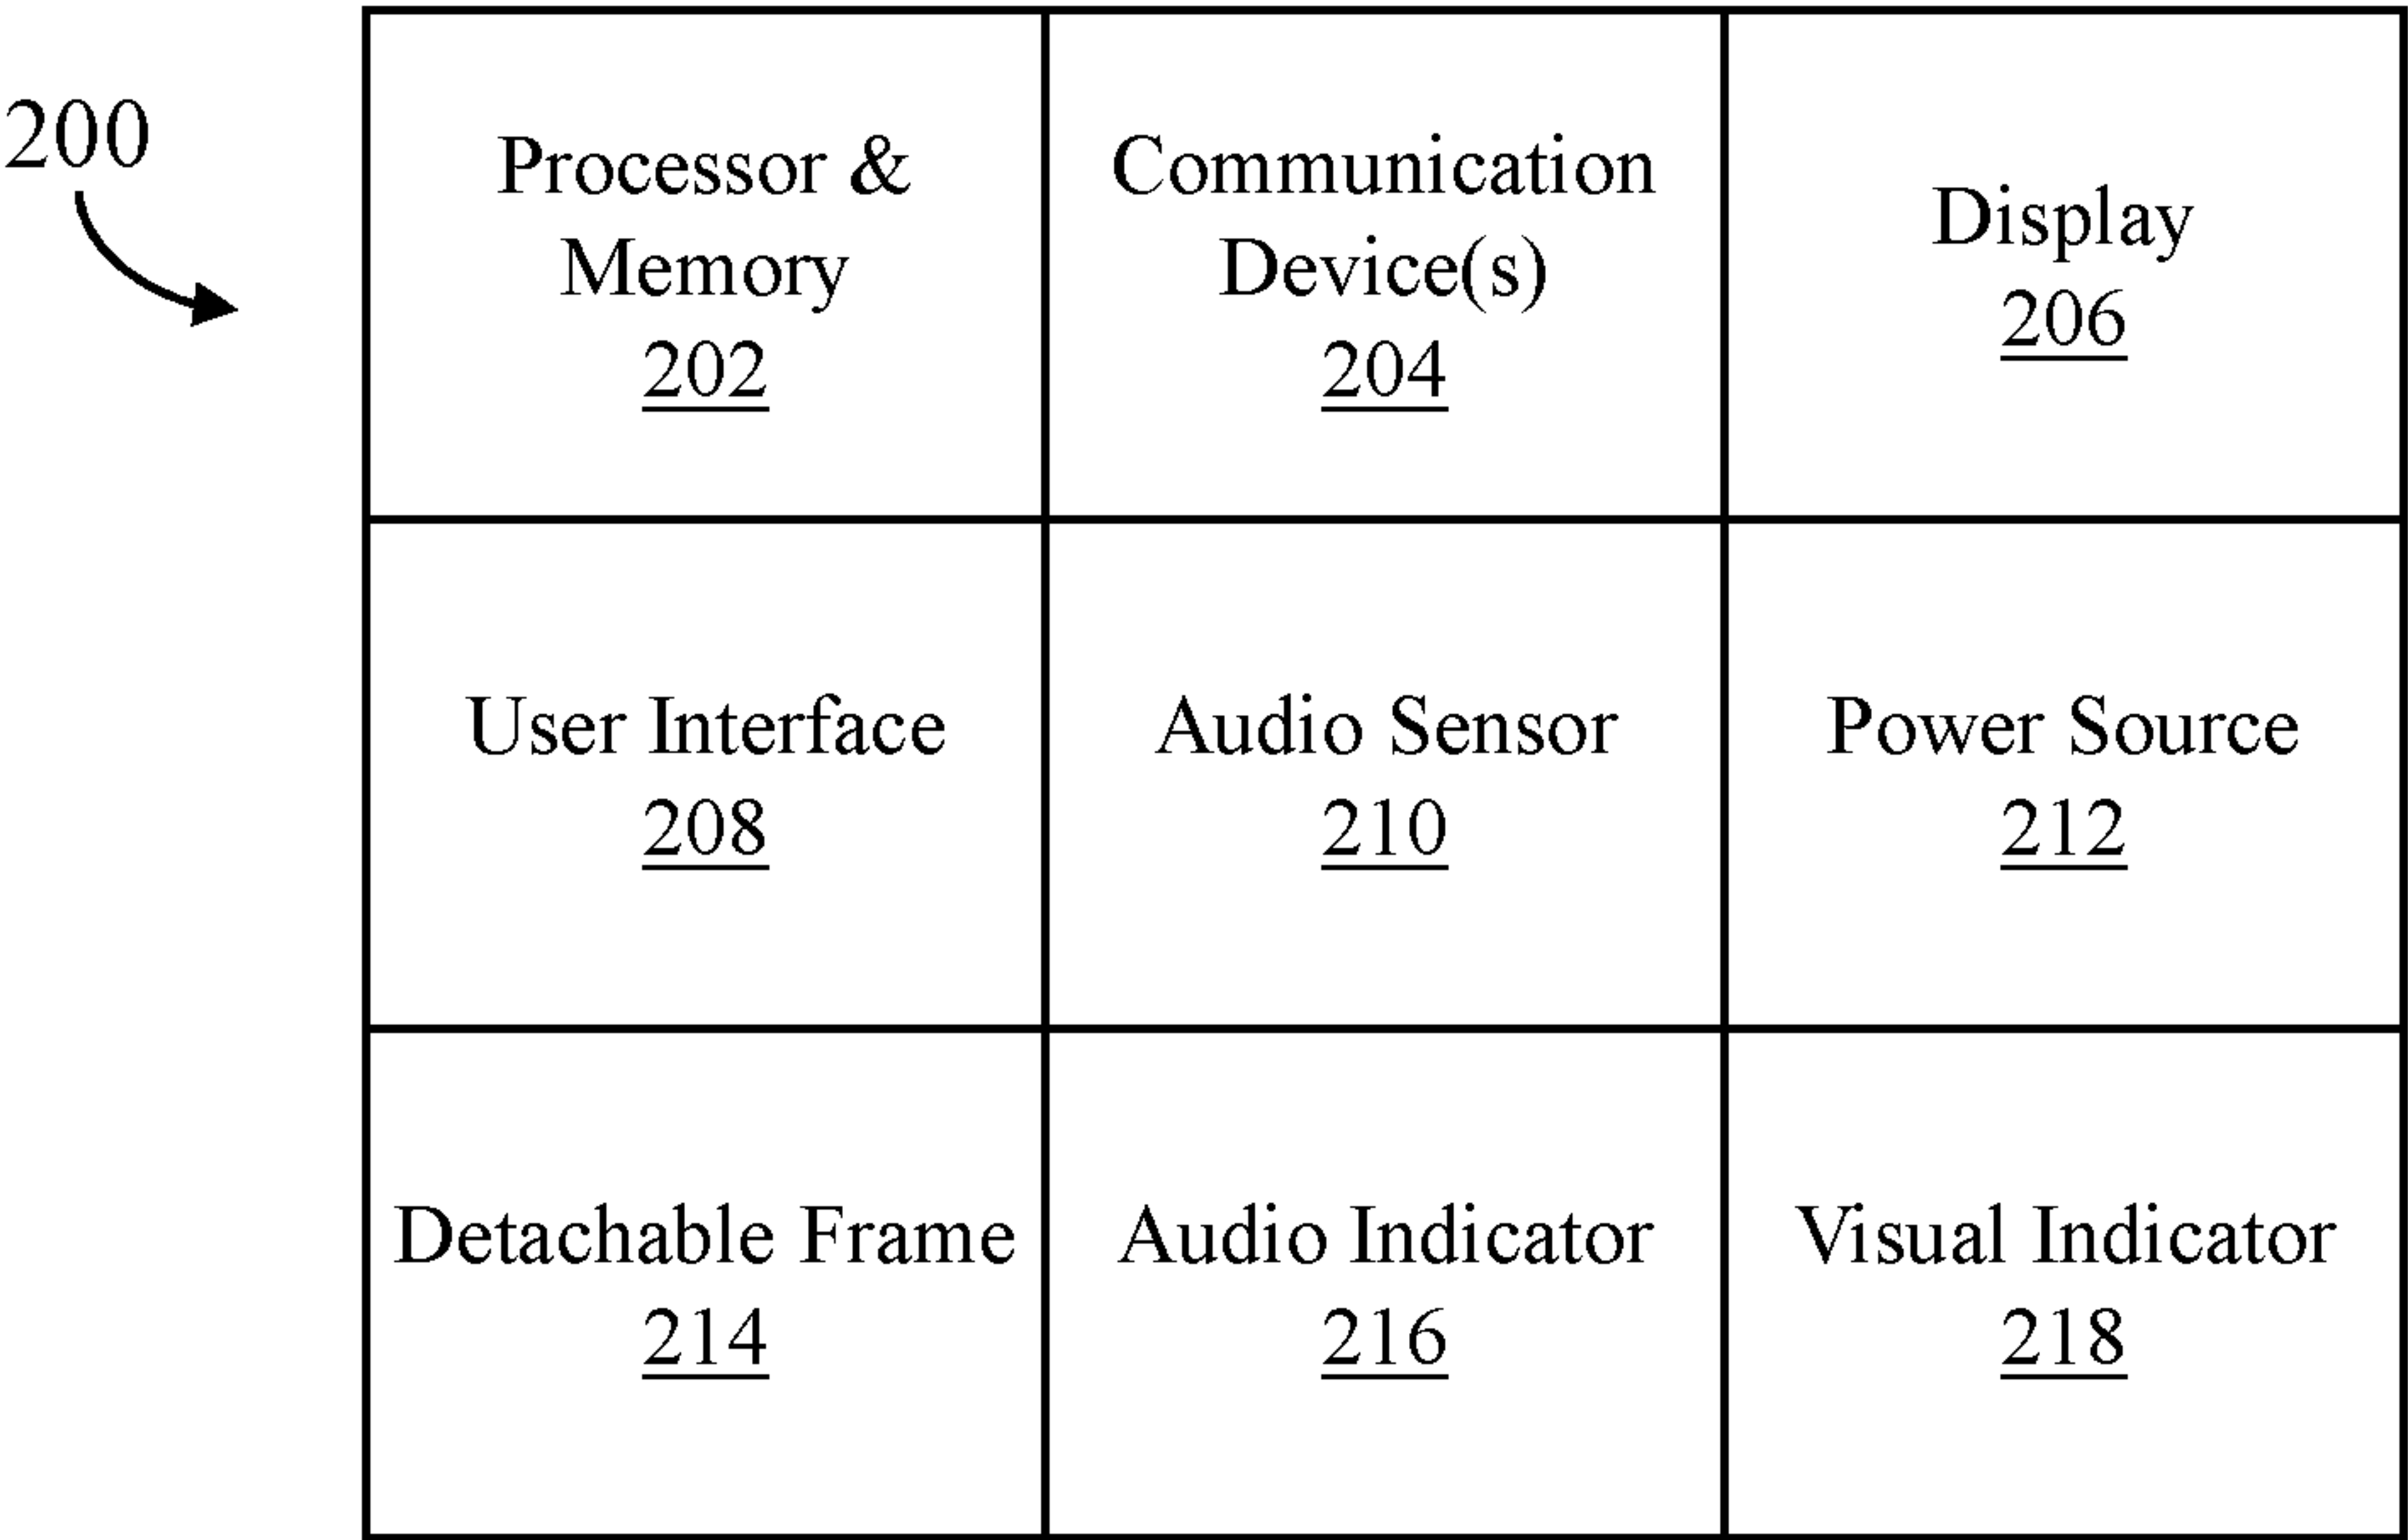 200
Processor &
Memory
202
Communication
Device(s)
204
Display
206
User Interface
208
Audio Sensor
210
Power Source
212
Detachable Frame
214
Audio Indicator
216
Visual Indicator
218